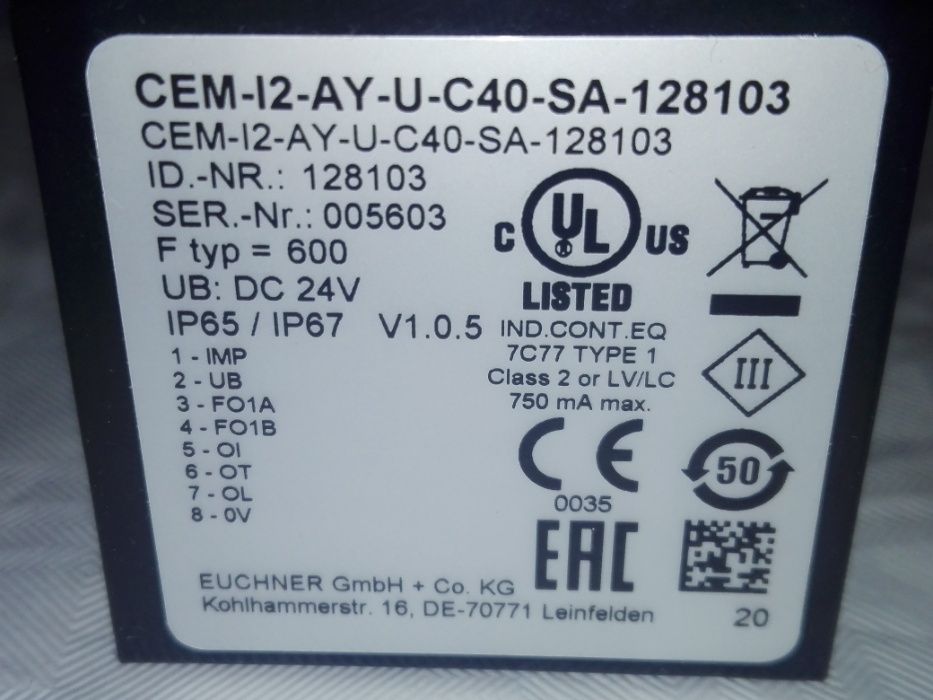 CEM-I2-AY-U-C40-SA-128103
CEM-I2-AY-U-C40-SA-128103
ID.-NR.: 128103
SER.-Nr.: 005603
F typ = 600
UB: DC 24V
IP65 / IP67 V1.0.5
1 - IMP
2 - UB
3 - FO1A
4 - FO1B
5 - OI
6 - OT
7 - OL
8 - 0V
C UL US
LISTED
IND.CONT.EQ
7C77 TYPE 1
Class 2 or LV/LC
750 mA max.
CE
0035
EAC
III
50
20
EUCHNER GmbH + Co. KG
Kohlhammerstr. 16, DE-70771 Leinfelden